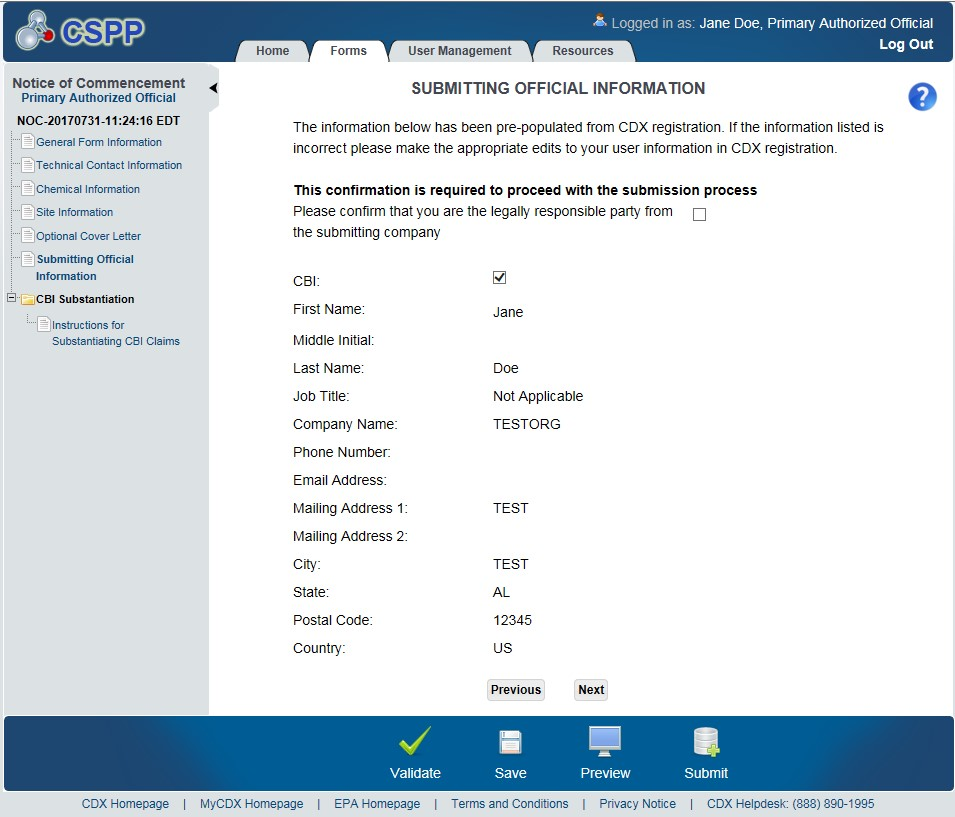 CSPP
Logged in as: Jane Doe, Primary Authorized Official
Log Out
Home
Forms
User Management
Resources
Notice of Commencement
Primary Authorized Official
NOC-20170731-11:24:16 EDT
General Form Information
Technical Contact Information
Chemical Information
Site Information
Optional Cover Letter
Submitting Official
Information
CBI Substantiation
Instructions for
Substantiating CBI Claims
SUBMITTING OFFICIAL INFORMATION
?
The information below has been pre-populated from CDX registration. If the information listed is
incorrect please make the appropriate edits to your user information in CDX registration.
This confirmation is required to proceed with the submission process
Please confirm that you are the legally responsible party from
the submitting company
CBI:
First Name: Jane
Middle Initial:
Last Name: Doe
Job Title: Not Applicable
Company Name: TESTORG
Phone Number:
Email Address:
Mailing Address 1: TEST
Mailing Address 2:
City: TEST
State: AL
Postal Code: 12345
Country: US
Previous Next
Validate Save Preview Submit
CDX Homepage | MyCDX Homepage | EPA Homepage | Terms and Conditions | Privacy Notice | CDX Helpdesk: (888) 890-1995